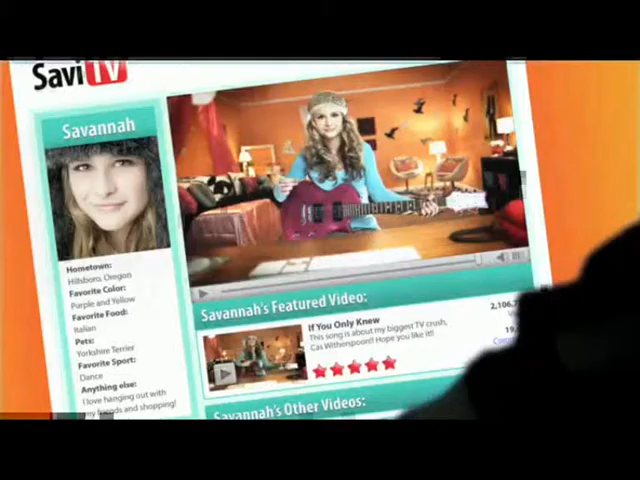 SaviTV
Savannah
Hometown:
Hillsboro, Oregon
Favorite Color:
Purple and Yellow
Favorite Food:
Italian
Pets:
Yorkshire Terrier
Favorite Sport:
Dance
Anything else:
I love hanging out with
my friends and shopping!
Savannah's Featured Video:
If You Only Knew
This song is about my biggest TV crush,
Cas Witherspoon!! Hope you like it!!
2,106,
19,
Savannah's Other Videos: